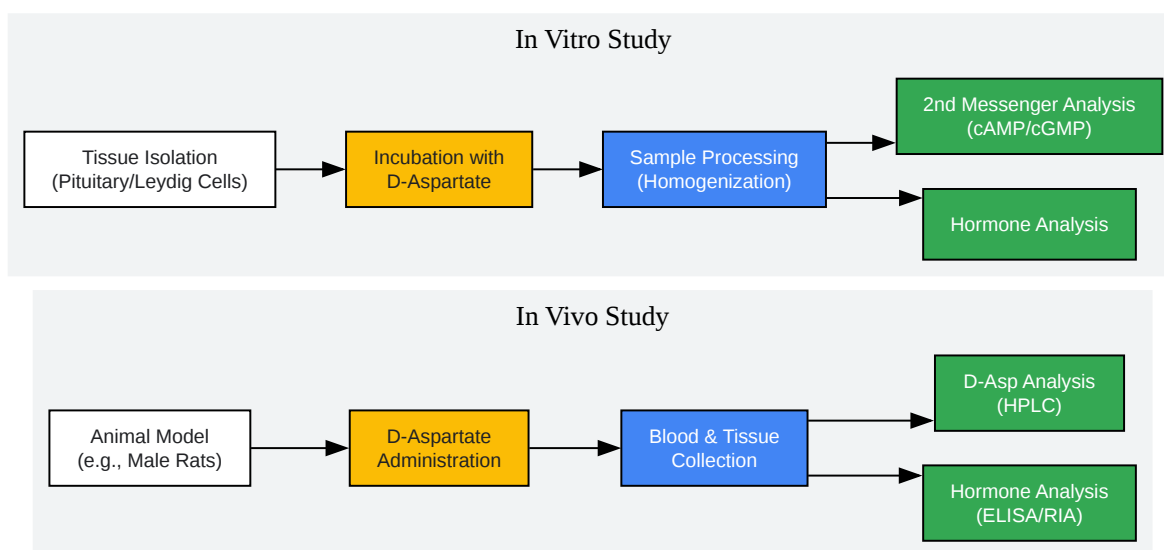 In Vitro Study
Tissue Isolation
(Pituitary/Leydig Cells)
Incubation with
D-Aspartate
Sample Processing
(Homogenization)
2nd Messenger Analysis
(cAMP/cGMP)
Hormone Analysis
In Vivo Study
Animal Model
(e.g., Male Rats)
D-Aspartate
Administration
Blood & Tissue
Collection
D-Asp Analysis
(HPLC)
Hormone Analysis
(ELISA/RIA)